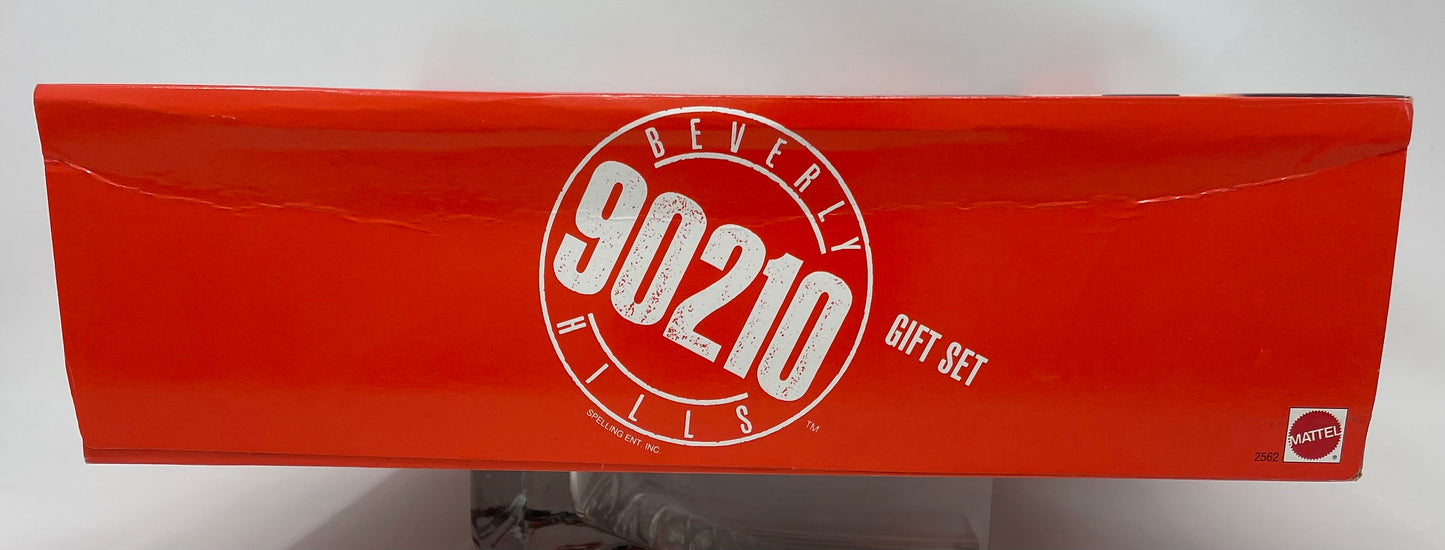 BEVERLY
90210
HILLS
TM
SPELLING ENT. INC
GIFT SET
2562
MATTEL
®